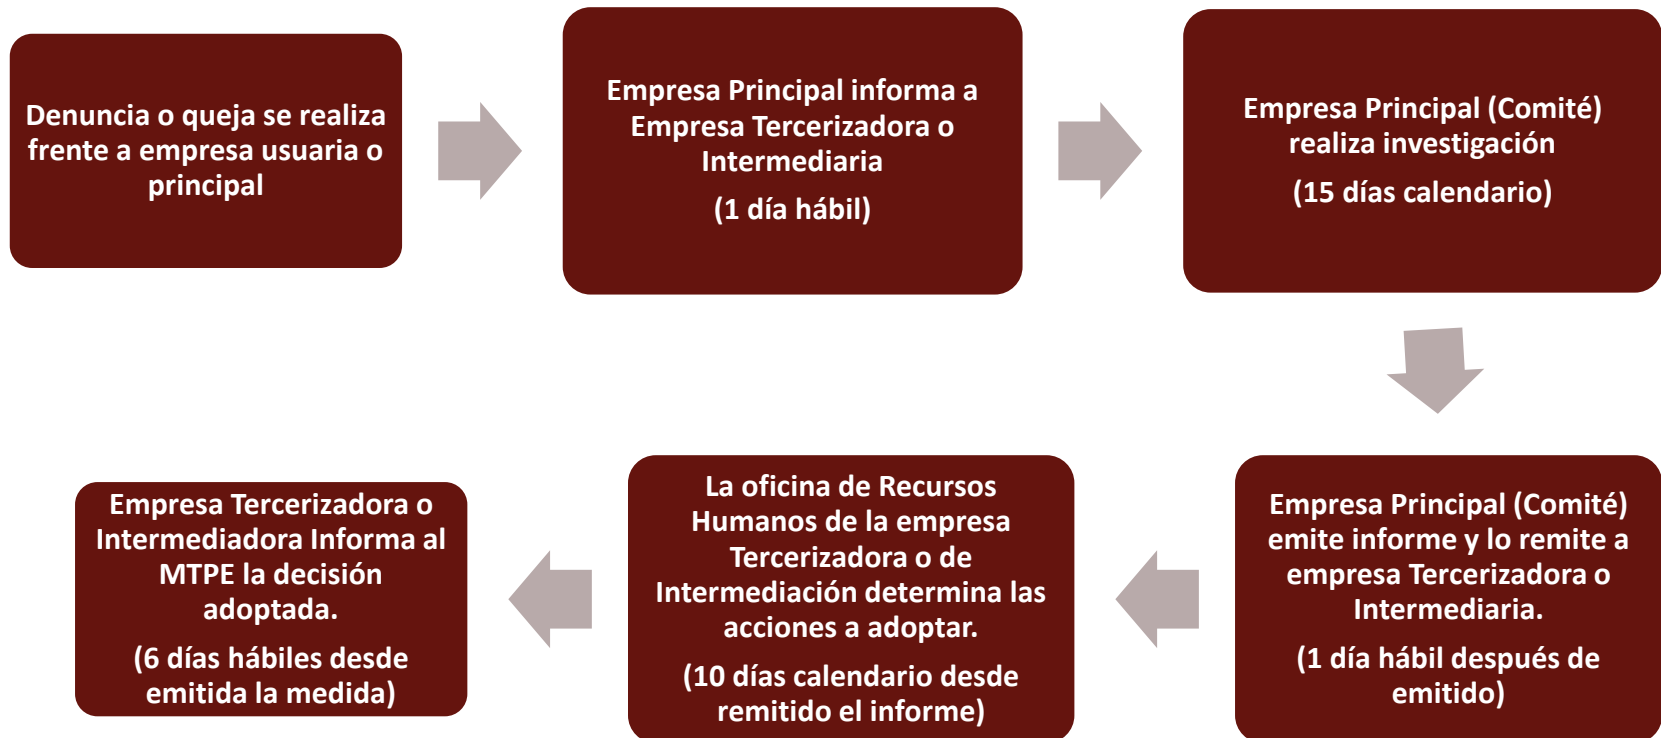 Denuncia o queja se realiza
frente a empresa usuaria o
principal
Empresa Principal informa a
Empresa Tercerizadora o
Intermediaria
(1 día hábil)
Empresa Principal (Comité)
realiza investigación
(15 días calendario)
Empresa Principal (Comité)
emite informe y lo remite a
empresa Tercerizadora o
Intermediaria.
(1 día hábil después de
emitido)
La oficina de Recursos
Humanos de la empresa
Tercerizadora o de
Intermediación determina las
acciones a adoptar.
(10 días calendario desde
remitido el informe)
Empresa Tercerizadora o
Intermediadora Informa al
MTPE la decisión
adoptada.
(6 días hábiles desde
emitida la medida)